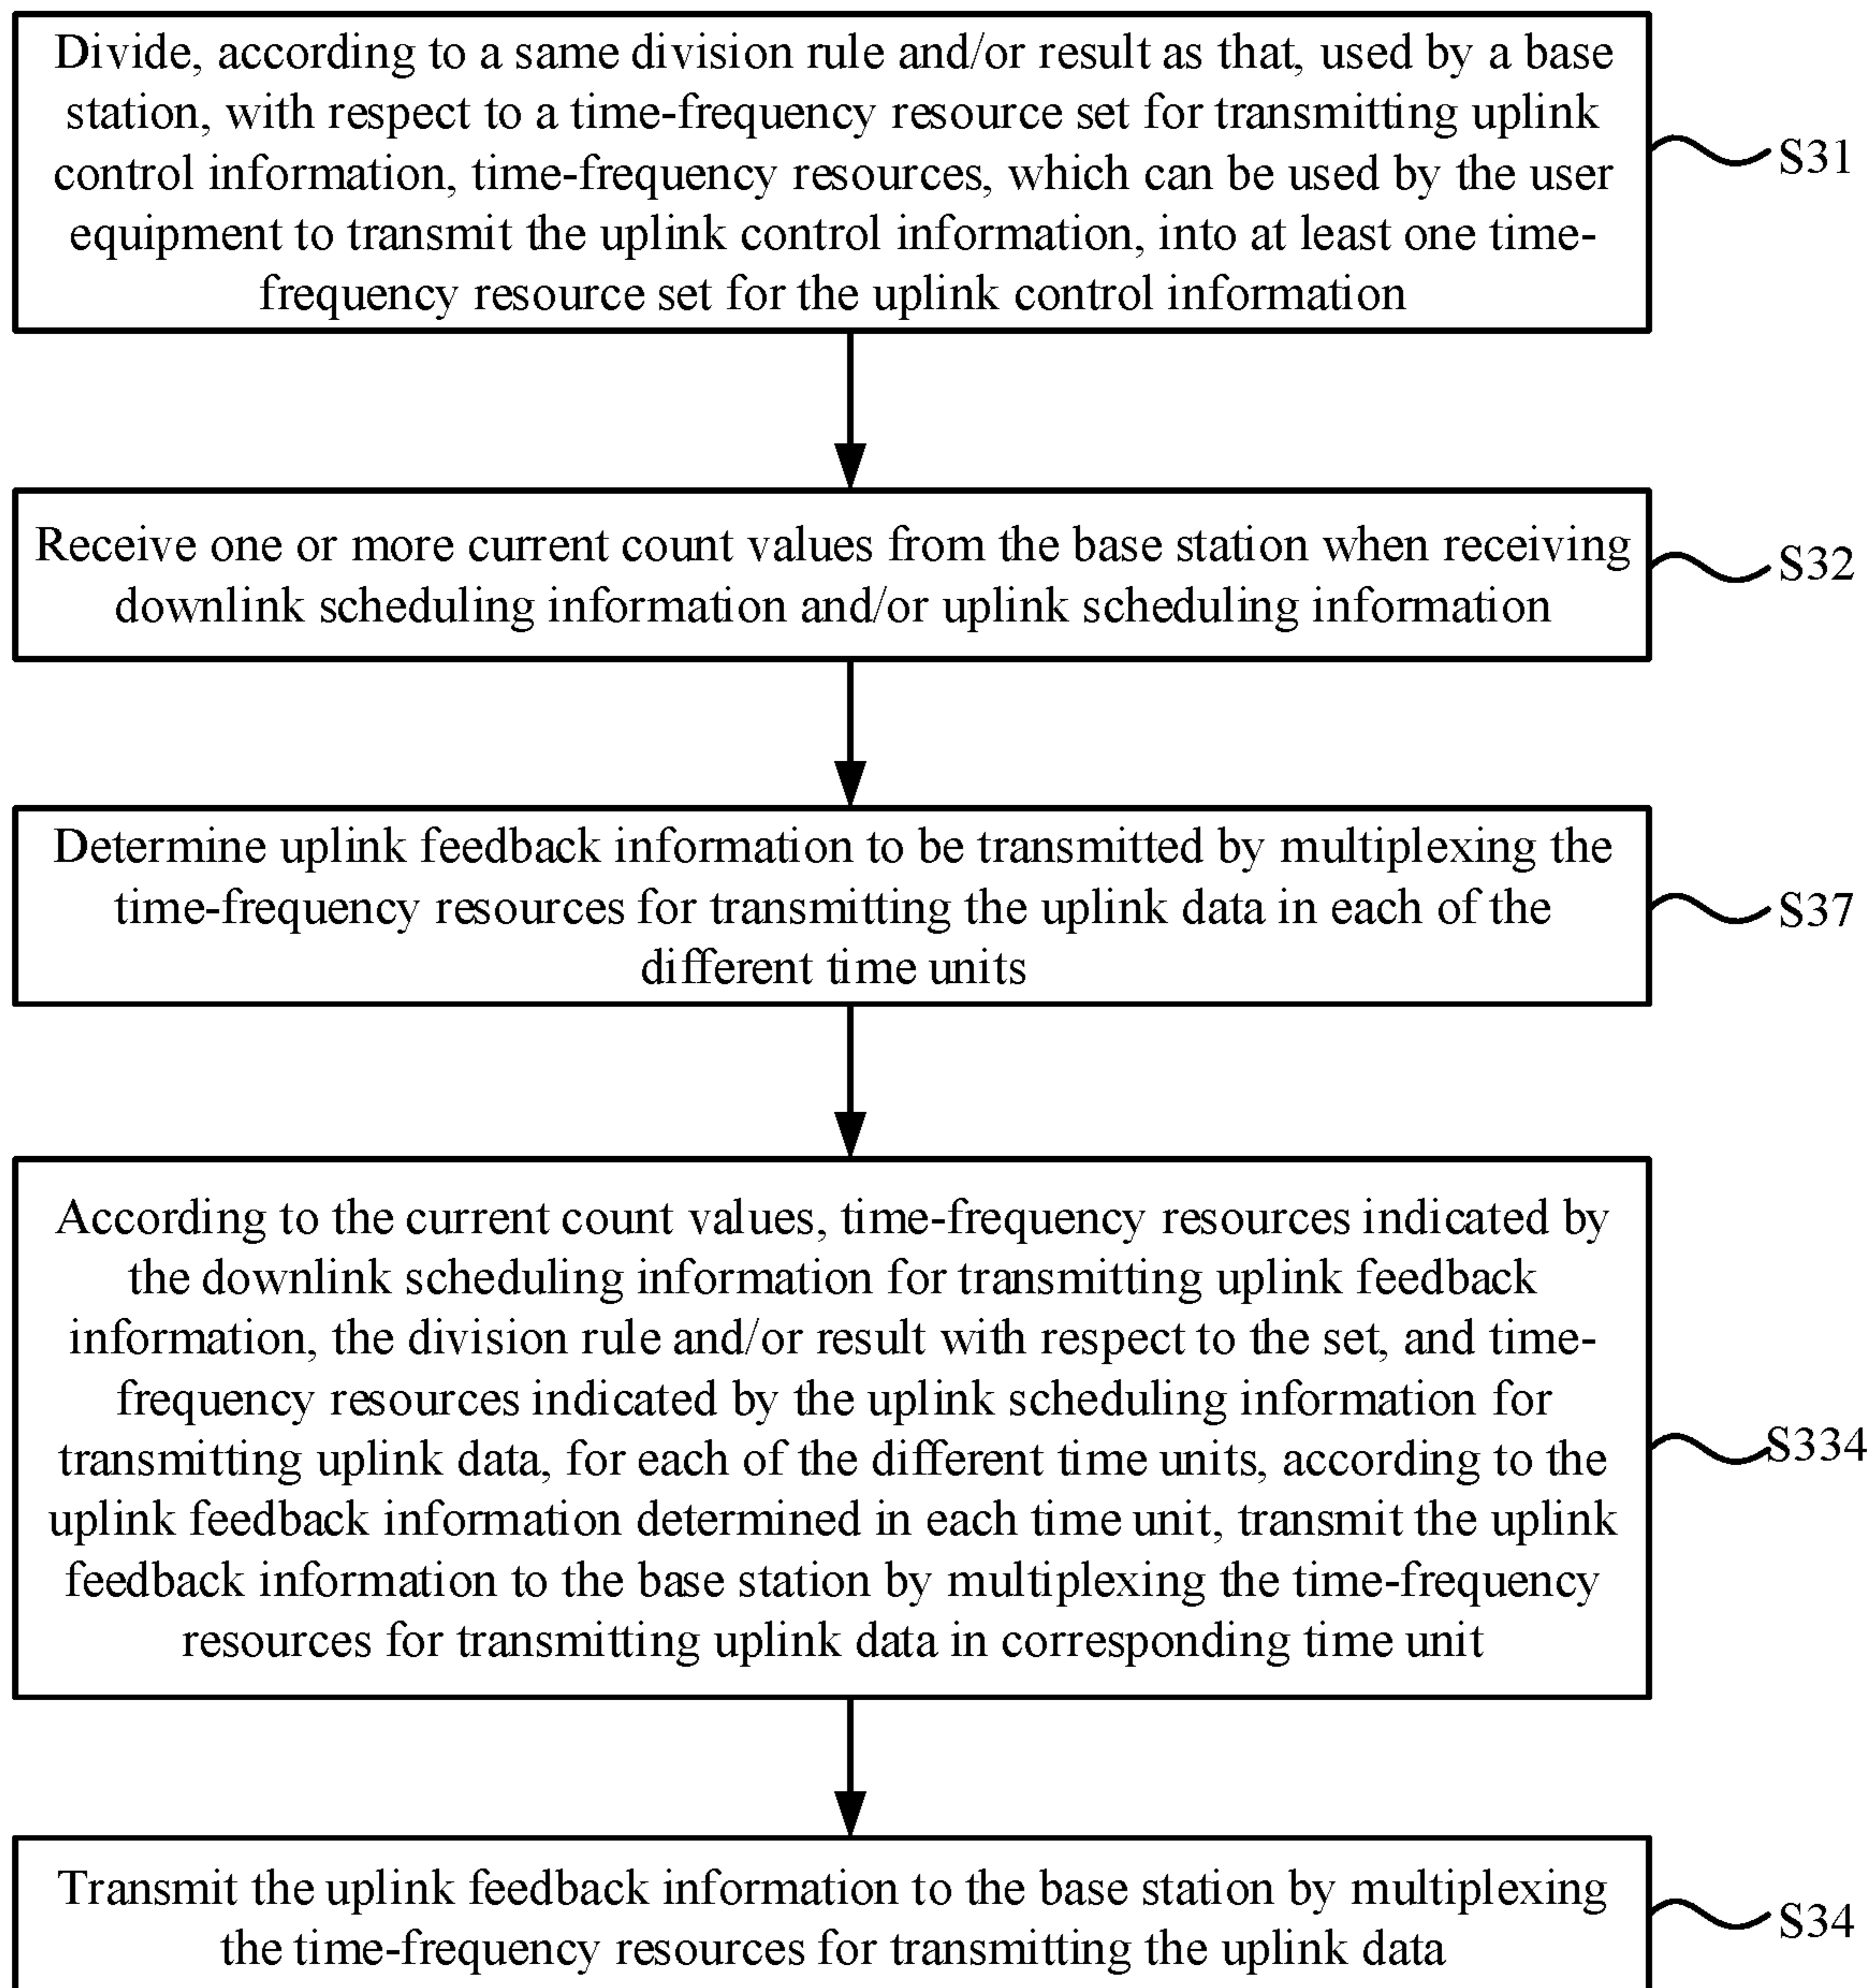 Divide, according to a same division rule and/or result as that, used by a base
station, with respect to a time-frequency resource set for transmitting uplink
control information, time-frequency resources, which can be used by the user
equipment to transmit the uplink control information, into at least one time-
frequency resource set for the uplink control information
S31
Receive one or more current count values from the base station when receiving
downlink scheduling information and/or uplink scheduling information
S32
Determine uplink feedback information to be transmitted by multiplexing the
time-frequency resources for transmitting the uplink data in each of the
different time units
S37
According to the current count values, time-frequency resources indicated by
the downlink scheduling information for transmitting uplink feedback
information, the division rule and/or result with respect to the set, and time-
frequency resources indicated by the uplink scheduling information for
transmitting uplink data, for each of the different time units, according to the
uplink feedback information determined in each time unit, transmit the uplink
feedback information to the base station by multiplexing the time-frequency
resources for transmitting uplink data in corresponding time unit
S334
Transmit the uplink feedback information to the base station by multiplexing
the time-frequency resources for transmitting the uplink data
S34